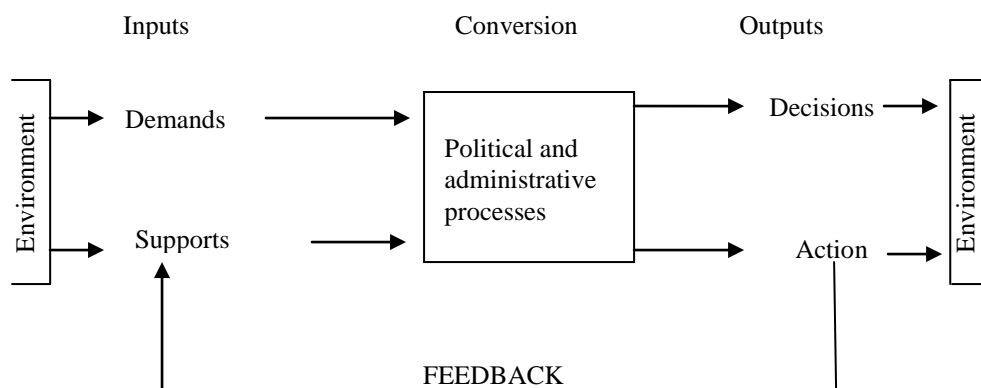 Inputs Conversion Outputs
Environment
Demands
Supports
Political and
administrative
processes
Decisions
Action
Environment
FEEDBACK